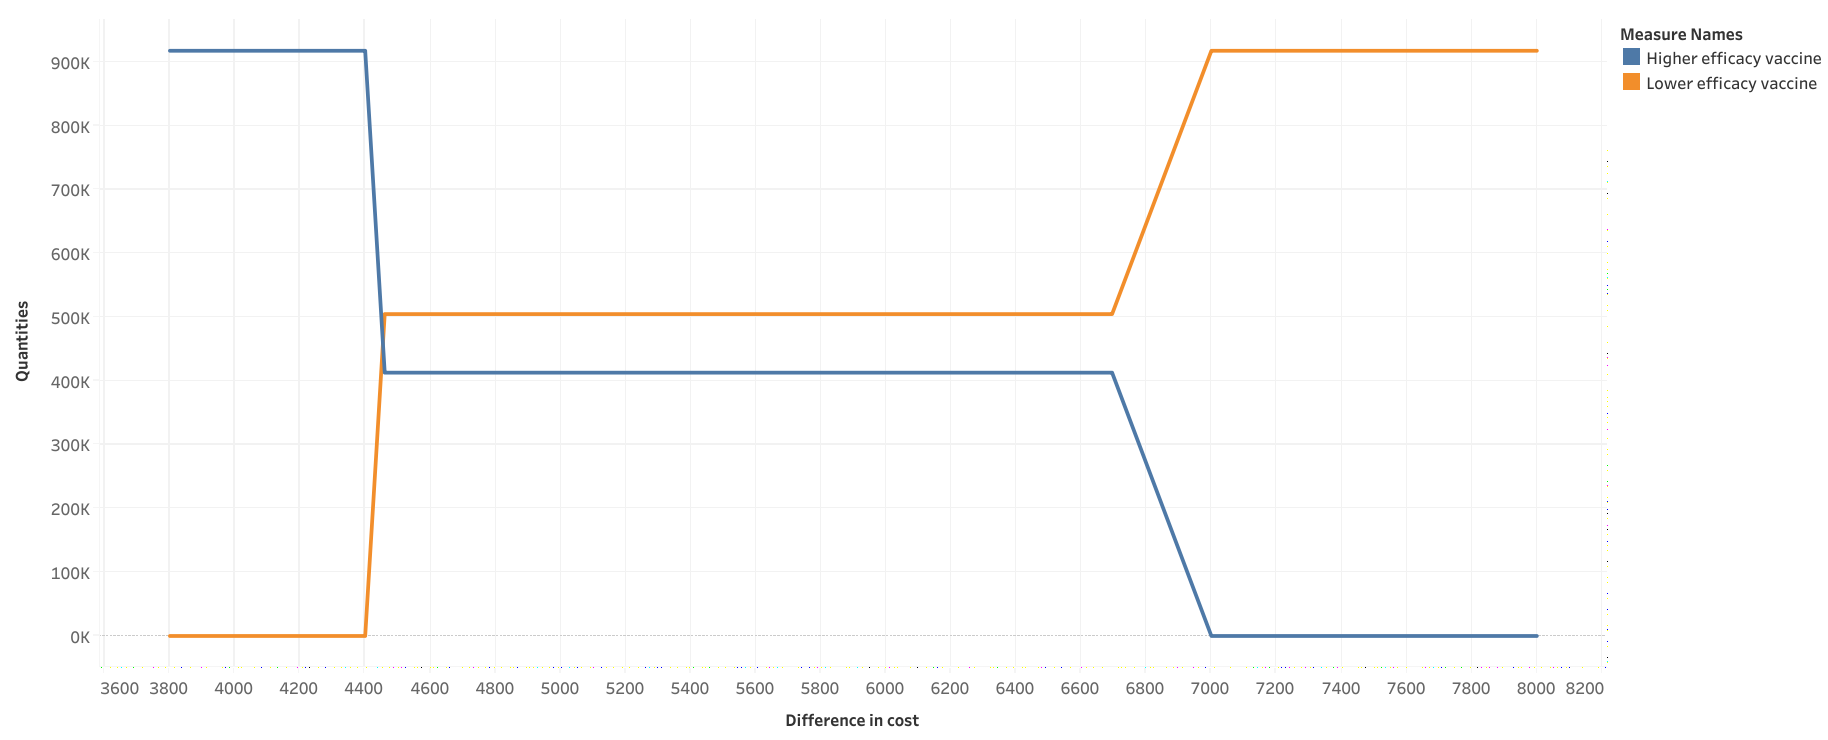 Measure Names
Higher efficacy vaccine
Lower efficacy vaccine
900K
800K
700K
600K
500K
400K
300K
200K
100K
0K
Quantities
3600 3800 4000 4200 4400 4600 4800 5000 5200 5400 5600 5800 6000 6200 6400 6600 6800 7000 7200 7400 7600 7800 8000 8200
Difference in cost